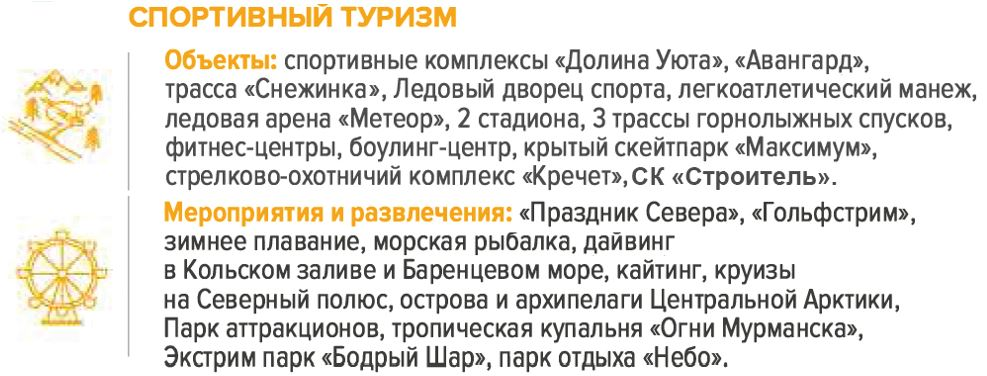 СПОРТИВНЫЙ ТУРИЗМ
Объекты: спортивные комплексы «Долина Уюта», «Авангард»,
трасса «Снежинка», Ледовый дворец спорта, легкоатлетический манеж,
ледовая арена «Метеор», 2 стадиона, 3 трассы горнолыжных спусков,
фитнес-центры, боулинг-центр, крытый скейтпарк «Максимум»,
стрелково-охотничий комплекс «Кречет», СК «Строитель».
Мероприятия и развлечения: «Праздник Севера», «Гольфстрим»,
зимнее плавание, морская рыбалка, дайвинг
в Кольском заливе и Баренцевом море, кайтинг, круизы
на Северный полюс, острова и архипелаги Центральной Арктики,
Парк аттракционов, тропическая купальня «Огни Мурманска»,
Экстрим парк «Бодрый Шар», парк отдыха «Небо».